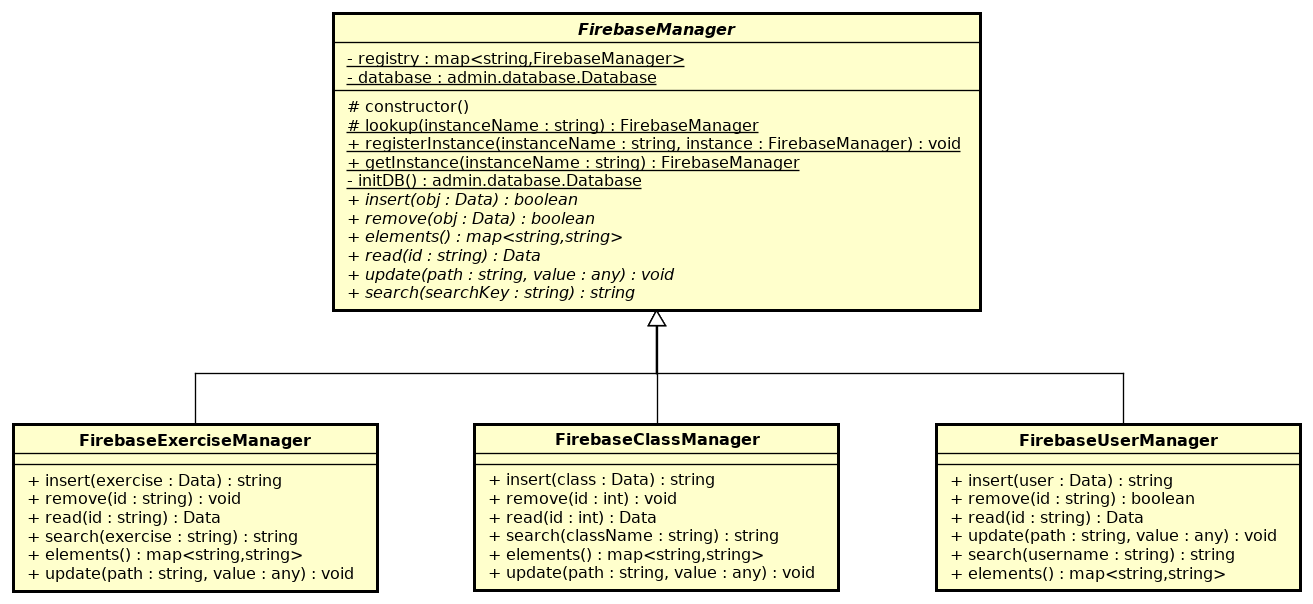 FirebaseManager
- registry : map<string,FirebaseManager>
- database : admin.database.Database
# constructor()
# lookup(instanceName : string) : FirebaseManager
+ registerInstance(instanceName : string, instance : FirebaseManager) : void
+ getInstance(instanceName : string) : FirebaseManager
- initDB() : admin.database.Database
+ insert(obj : Data) : boolean
+ remove(obj : Data) : boolean
+ elements() : map<string,string>
+ read(id : string) : Data
+ update(path : string, value : any) : void
+ search(searchKey : string) : string
FirebaseExerciseManager
+ insert(exercise : Data) : string
+ remove(id : string) : void
+ read(id : string) : Data
+ search(exercise : string) : string
+ elements() : map<string,string>
+ update(path : string, value : any) : void
FirebaseClassManager
+ insert(class : Data) : string
+ remove(id : int) : void
+ read(id : int) : Data
+ search(className : string) : string
+ elements() : map<string,string>
+ update(path : string, value : any) : void
FirebaseUserManager
+ insert(user : Data) : string
+ remove(id : string) : boolean
+ read(id : string) : Data
+ update(path : string, value : any) : void
+ search(username : string) : string
+ elements() : map<string,string>